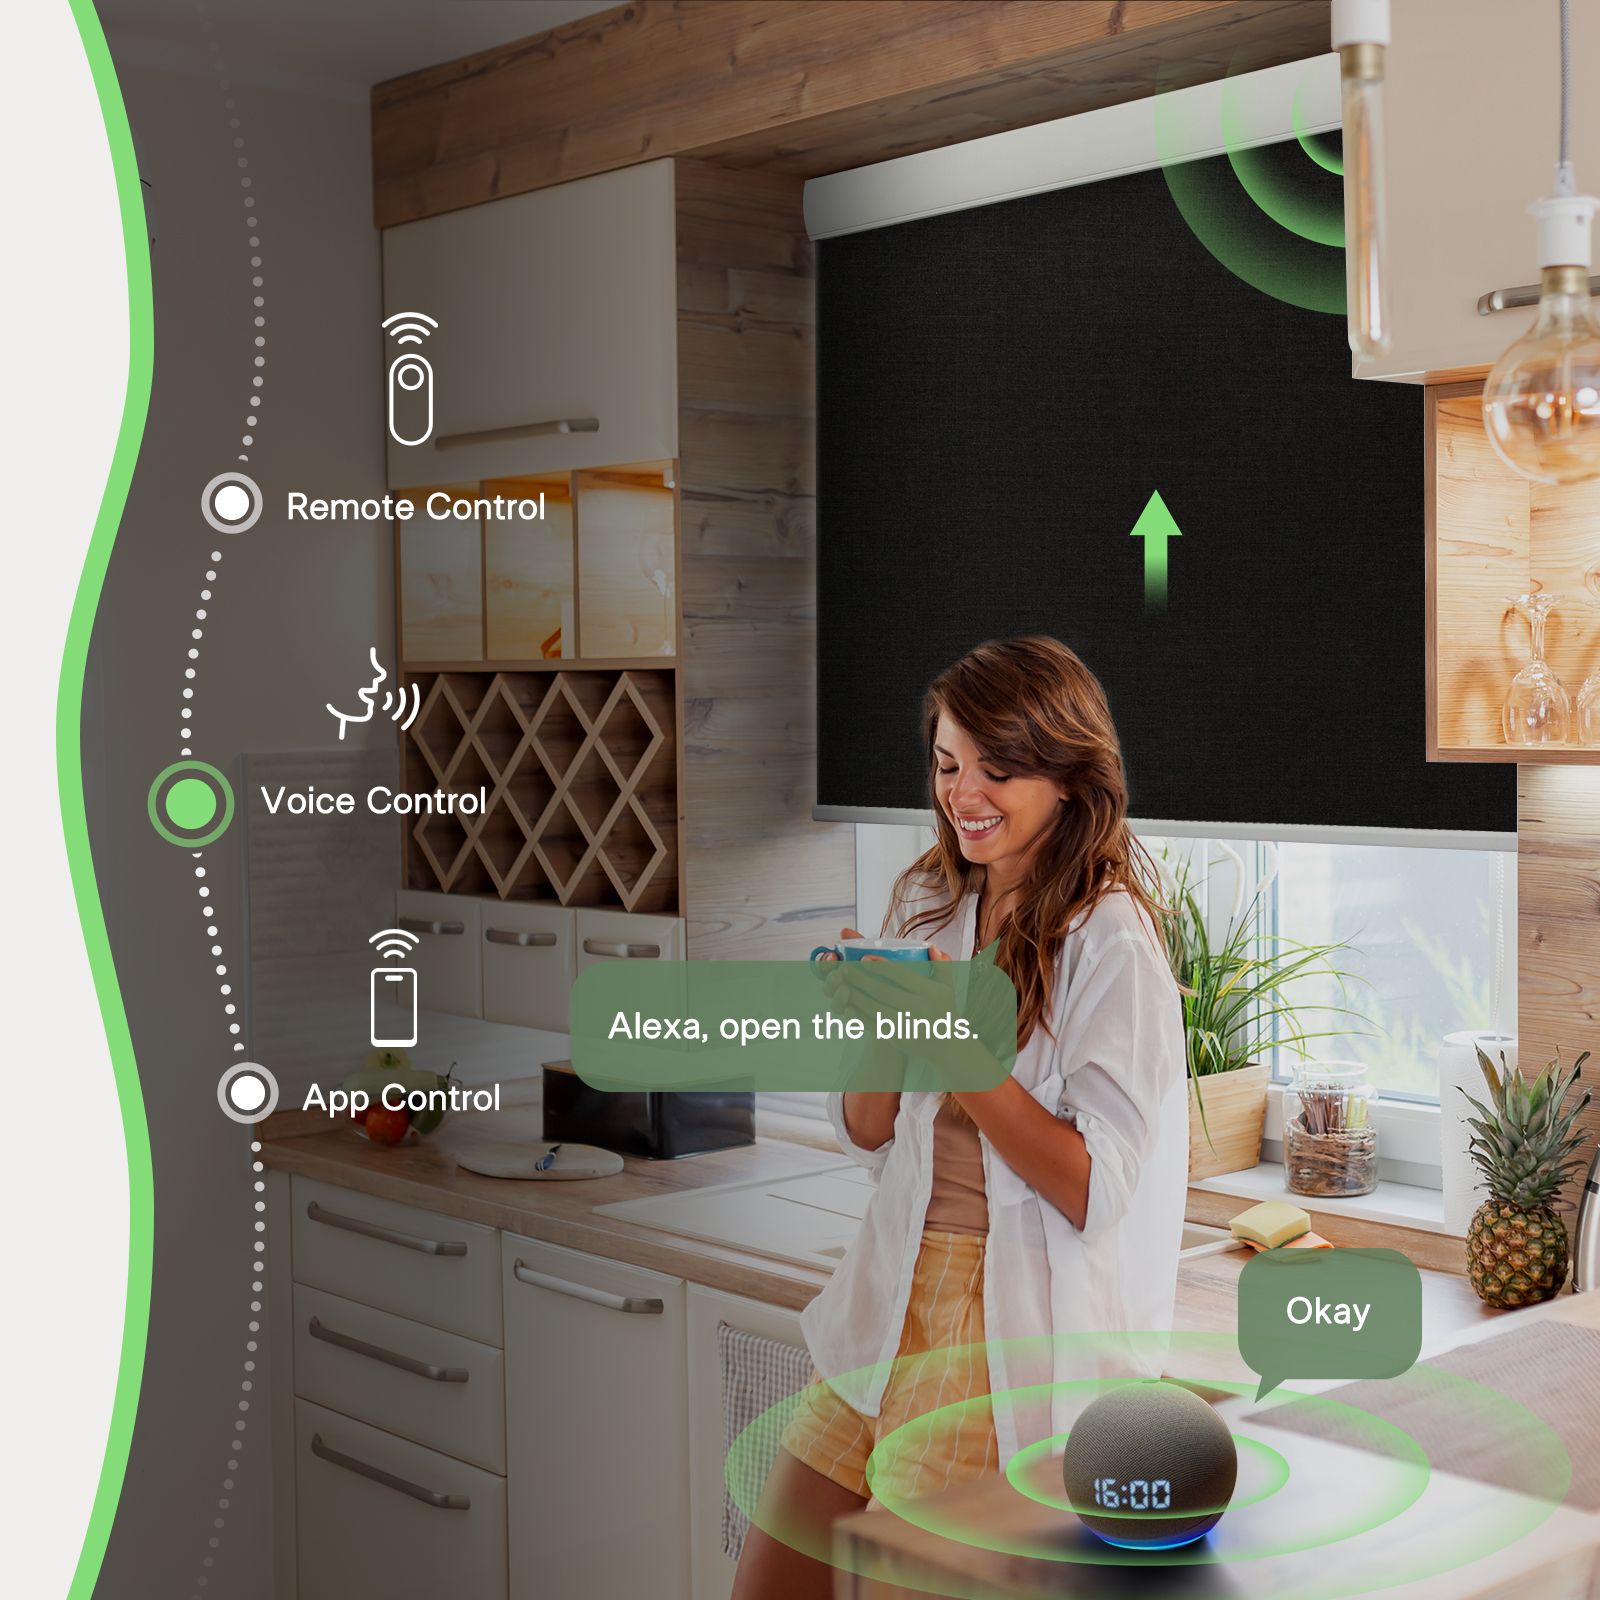 Remote Control
Voice Control
App Control
Alexa, open the blinds.
Okay
16:00